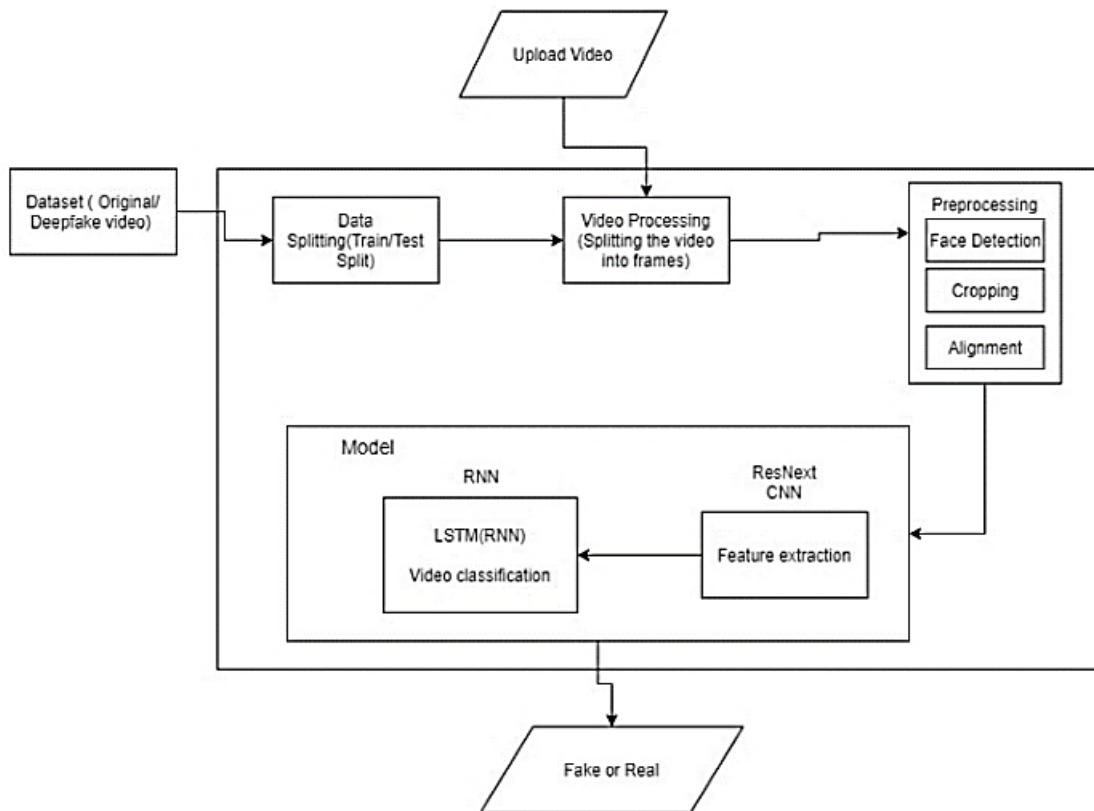 Upload Video
Dataset ( Original/
Deepfake video)
Data
Splitting(Train/Test
Split)
Video Processing
(Splitting the video
into frames)
Preprocessing
Face Detection
Cropping
Alignment
Model
RNN
LSTM(RNN)
Video classification
ResNext
CNN
Feature extraction
Fake or Real